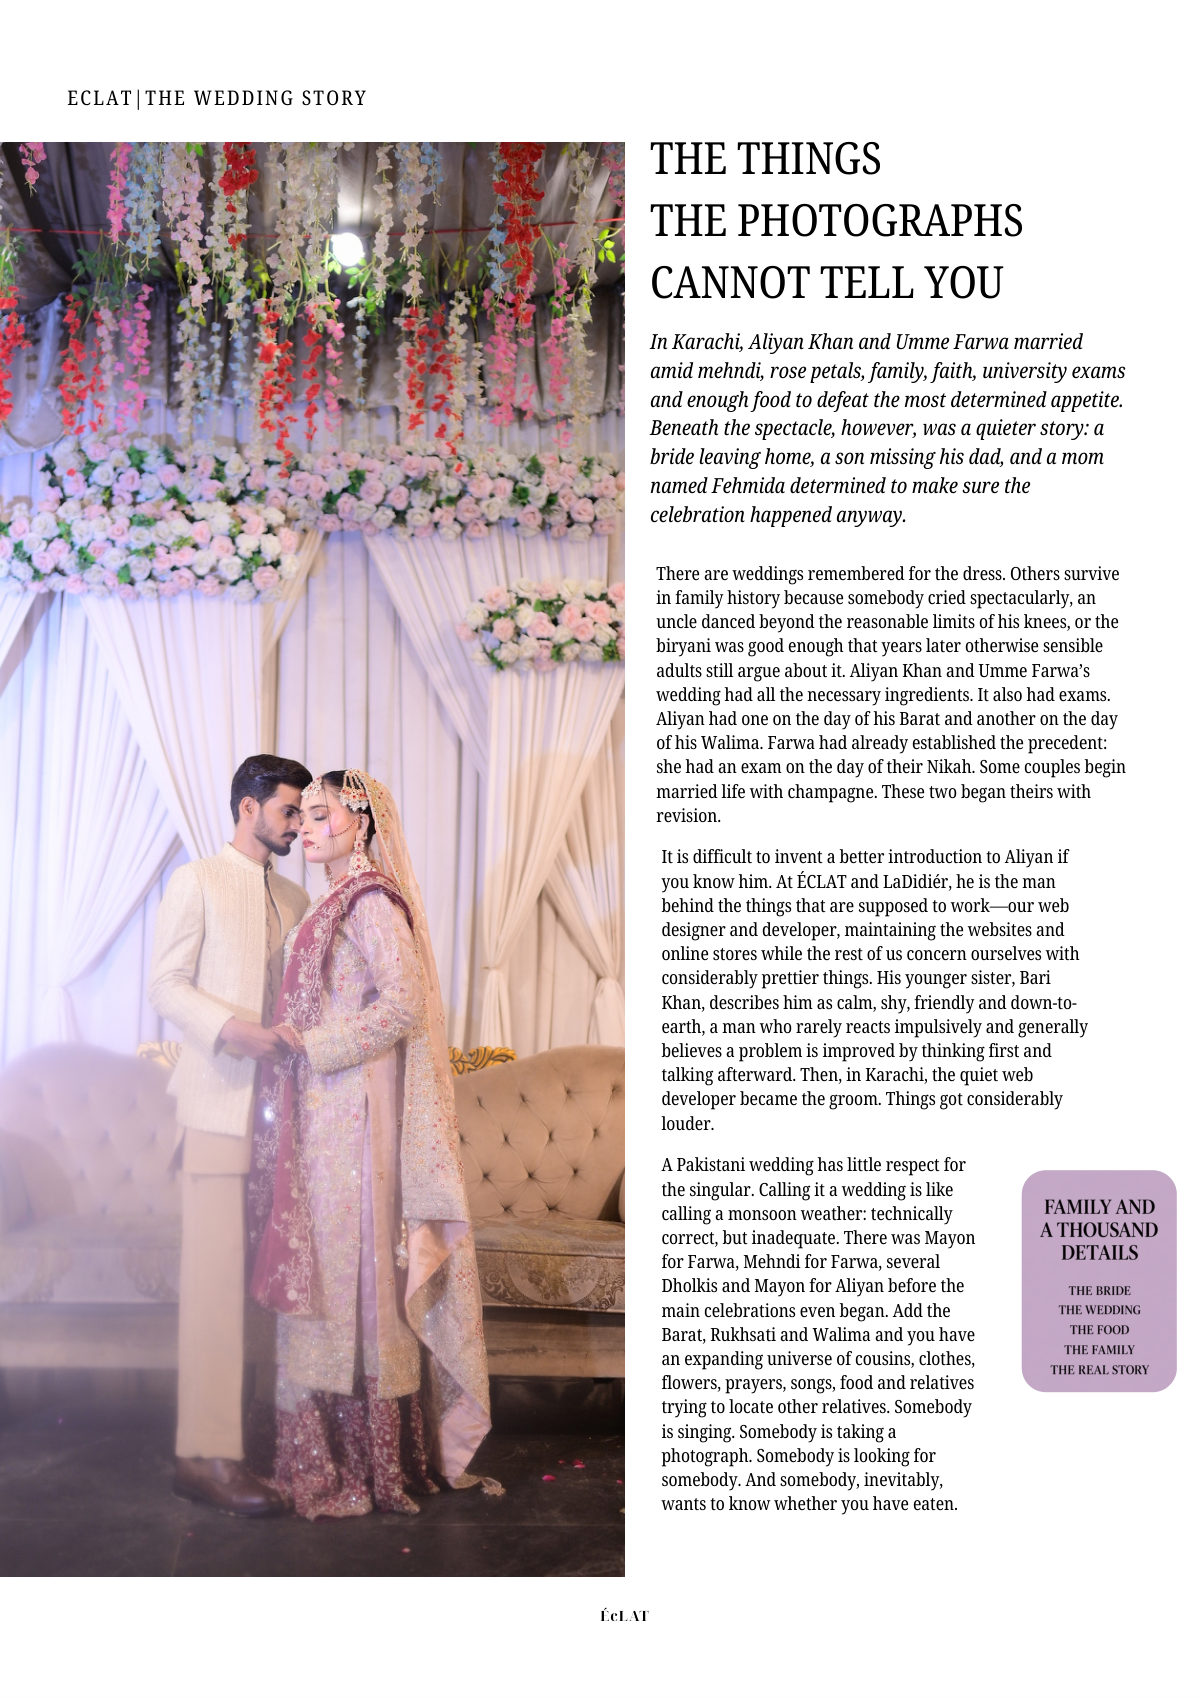 ECLAT|THE WEDDING STORY
THE THINGS
THE PHOTOGRAPHS
CANNOT TELL YOU
In Karachi, Aliyan Khan and Umme Farwa married
amid mehndi, rose petals, family, faith, university exams
and enough food to defeat the most determined appetite.
Beneath the spectacle, however, was a quieter story: a
bride leaving home, a son missing his dad, and a mom
named Fehmida determined to make sure the
celebration happened anyway.
There are weddings remembered for the dress. Others survive
in family history because somebody cried spectacularly, an
uncle danced beyond the reasonable limits of his knees, or the
biryani was good enough that years later otherwise sensible
adults still argue about it. Aliyan Khan and Umme Farwa’s
wedding had all the necessary ingredients. It also had exams.
Aliyan had one on the day of his Barat and another on the day
of his Walima. Farwa had already established the precedent:
she had an exam on the day of their Nikah. Some couples begin
married life with champagne. These two began theirs with
revision.
It is difficult to invent a better introduction to Aliyan if
you know him. At ÉCLAT and LaDidiér, he is the man
behind the things that are supposed to work—our web
designer and developer, maintaining the websites and
online stores while the rest of us concern ourselves with
considerably prettier things. His younger sister, Bari
Khan, describes him as calm, shy, friendly and down-to-
earth, a man who rarely reacts impulsively and generally
believes a problem is improved by thinking first and
talking afterward. Then, in Karachi, the quiet web
developer became the groom. Things got considerably
louder.
A Pakistani wedding has little respect for
the singular. Calling it a wedding is like
calling a monsoon weather: technically
correct, but inadequate. There was Mayon
for Farwa, Mehndi for Farwa, several
Dholkis and Mayon for Aliyan before the
main celebrations even began. Add the
Barat, Rukhsati and Walima and you have
an expanding universe of cousins, clothes,
flowers, prayers, songs, food and relatives
trying to locate other relatives. Somebody
is singing. Somebody is taking a
photograph. Somebody is looking for
somebody. And somebody, inevitably,
wants to know whether you have eaten.
FAMILY AND
A THOUSAND
DETAILS
THE BRIDE
THE WEDDING
THE FOOD
THE FAMILY
THE REAL STORY
ÉcLAT